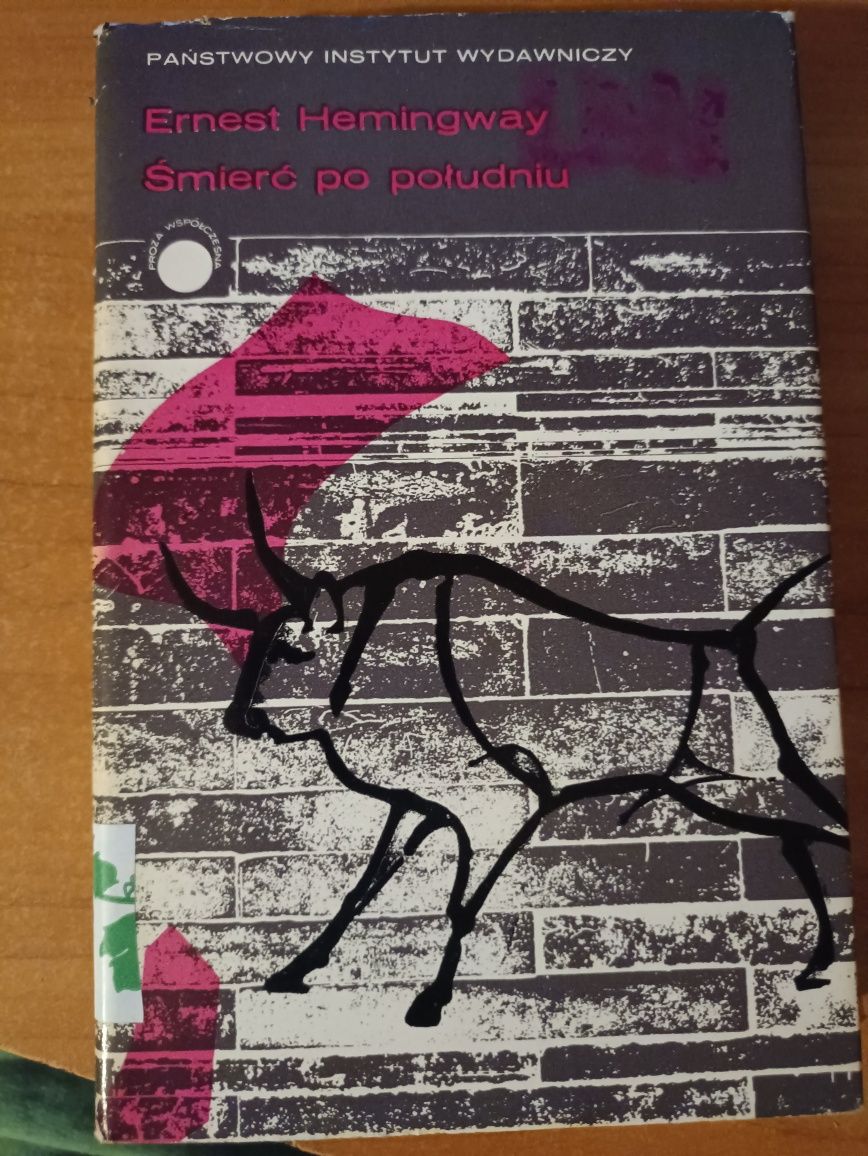 PAŃSTWOWY INSTYTUT WYDAWNICZY
Ernest Hemingway
Śmierć po południu
PROZA WSPÓŁCZESNA